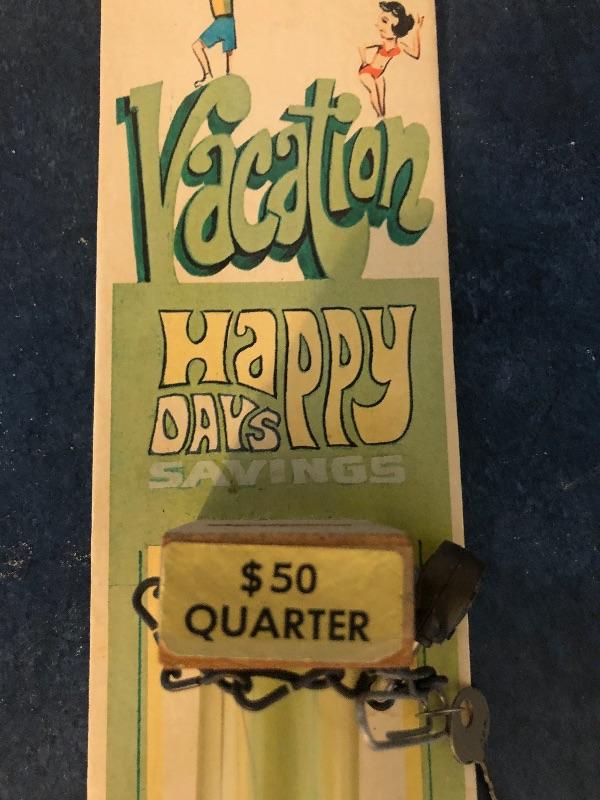 Vacation
Happy
DAYS
SAVINGS
$50
QUARTER